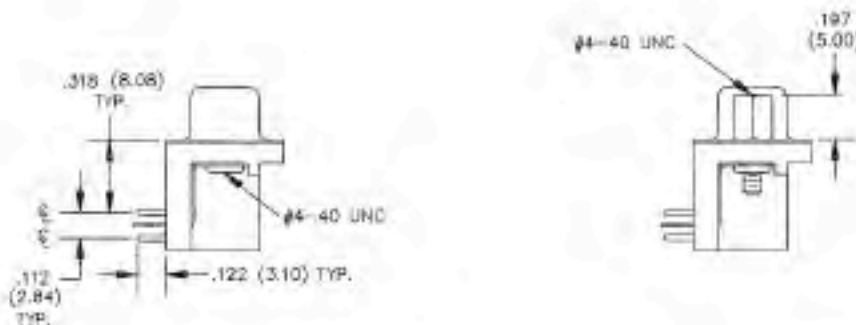 .318 (8.08)
TYP.
#4-40 UNC
.112
(2.84)
TYP.
.122 (3.10) TYP.
#4-40 UNC
.197
(5.00)